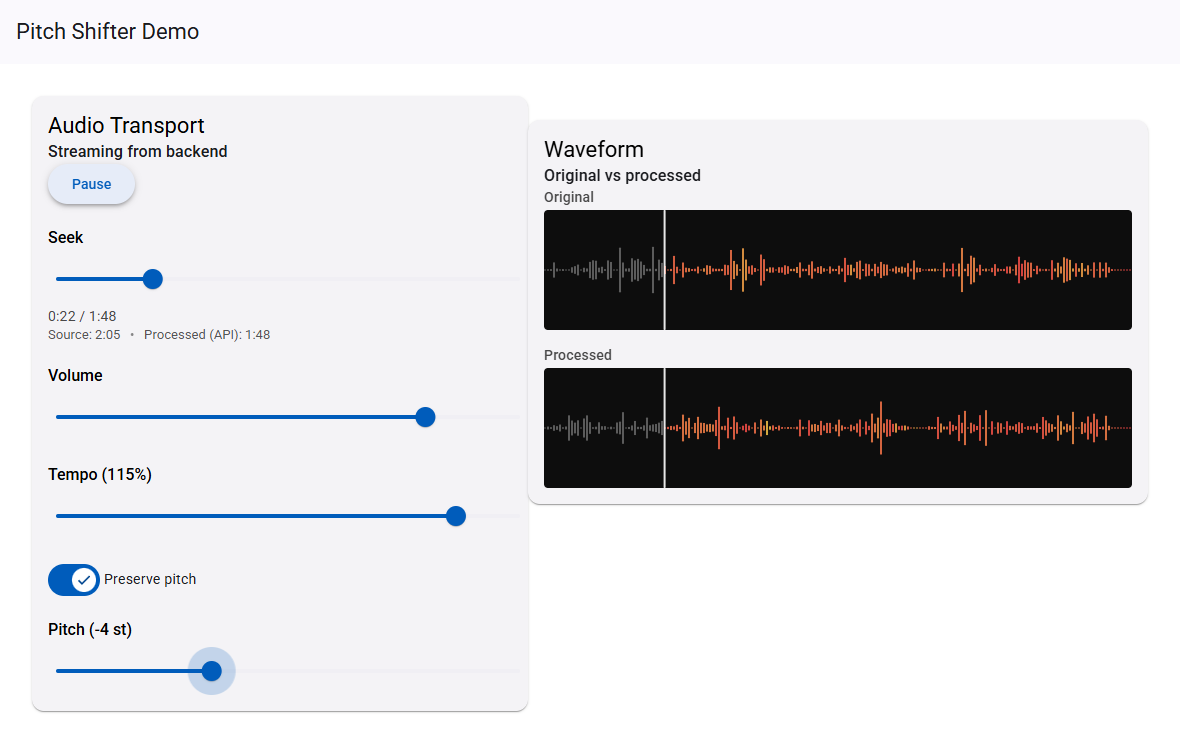 Pitch Shifter Demo
Audio Transport
Streaming from backend
Pause
Seek
0:22 / 1:48
Source: 2:05 • Processed (API): 1:48
Volume
Tempo (115%)
Preserve pitch
Pitch (-4 st)
Waveform
Original vs processed
Original
Processed